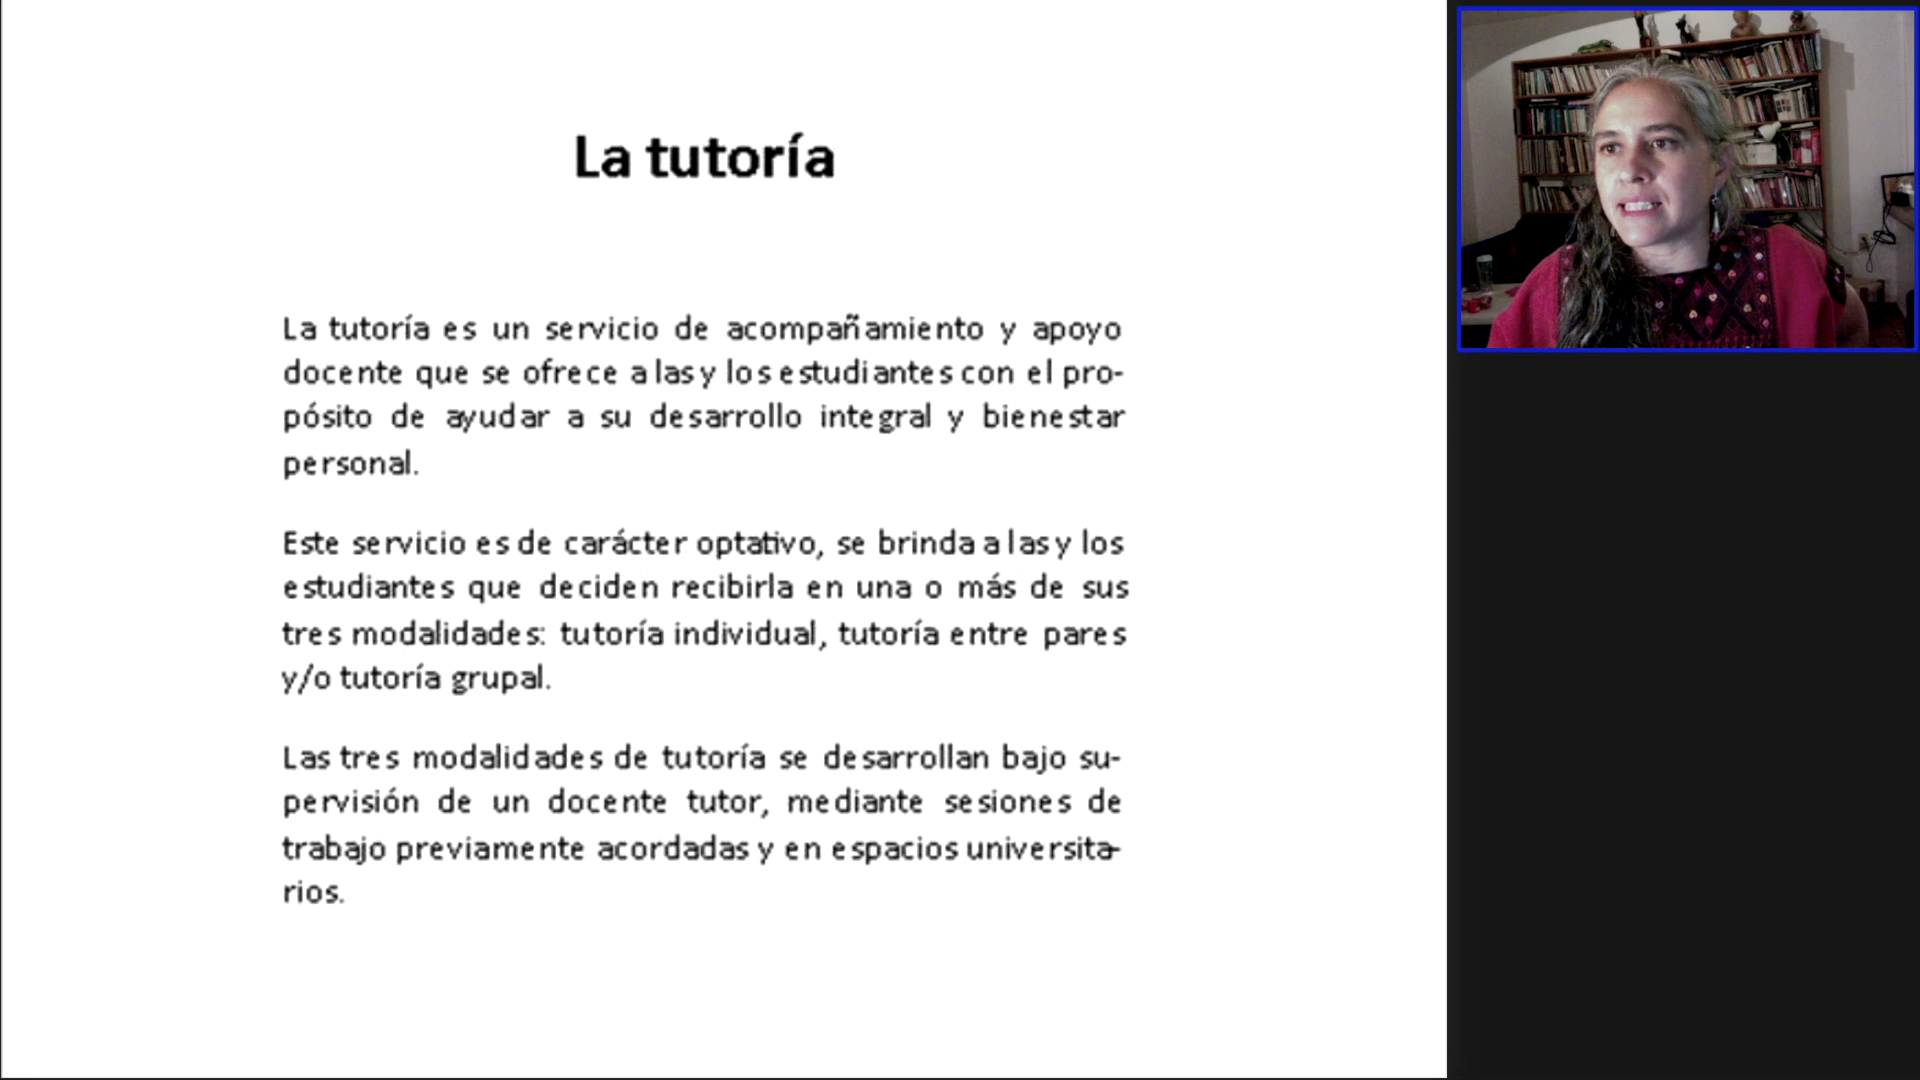 La tutoría
La tutoría es un servicio de acompañamiento y apoyo
docente que se ofrece a las y los estudiantes con el pro-
pósito de ayudar a su desarrollo integral y bienestar
personal.
Este servicio es de carácter optativo, se brinda a las y los
estudiantes que deciden recibirla en una o más de sus
tres modalidades: tutoría individual, tutoría entre pares
y/o tutoría grupal.
Las tres modalidades de tutoría se desarrollan bajo su-
pervisión de un docente tutor, mediante sesiones de
trabajo previamente acordadas y en espacios universita-
rios.